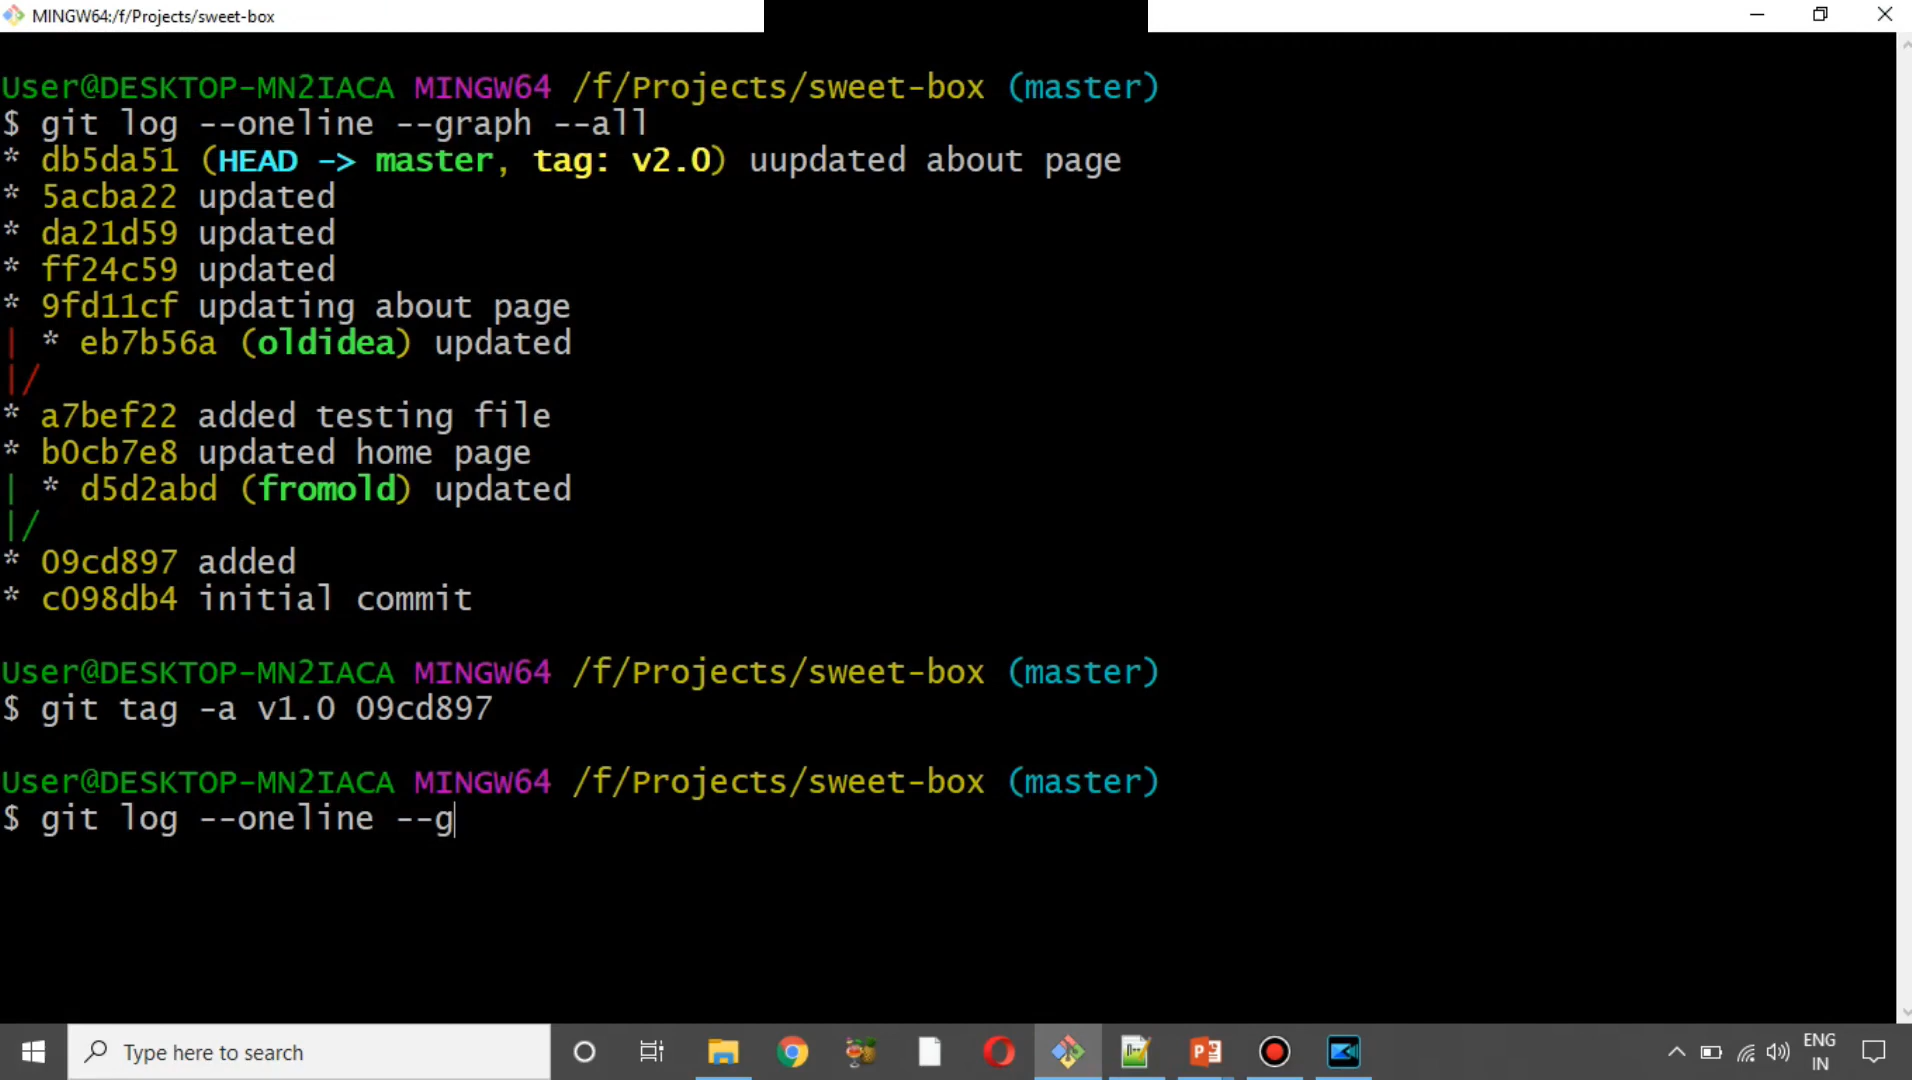 MINGW64:/f/Projects/sweet-box
User@DESKTOP-MN2IACA MINGW64 /f/Projects/sweet-box (master)
$ git log --oneline --graph --all
* db5da51 (HEAD -> master, tag: v2.0) uupdated about page
* 5acba22 updated
* da21d59 updated
* ff24c59 updated
* 9fd11cf updating about page
| * eb7b56a (oldidea) updated
|/
* a7bef22 added testing file
* b0cb7e8 updated home page
| * d5d2abd (fromold) updated
|/
* 09cd897 added
* c098db4 initial commit
User@DESKTOP-MN2IACA MINGW64 /f/Projects/sweet-box (master)
$ git tag -a v1.0 09cd897
User@DESKTOP-MN2IACA MINGW64 /f/Projects/sweet-box (master)
$ git log --oneline --g
Type here to search
ENG
IN